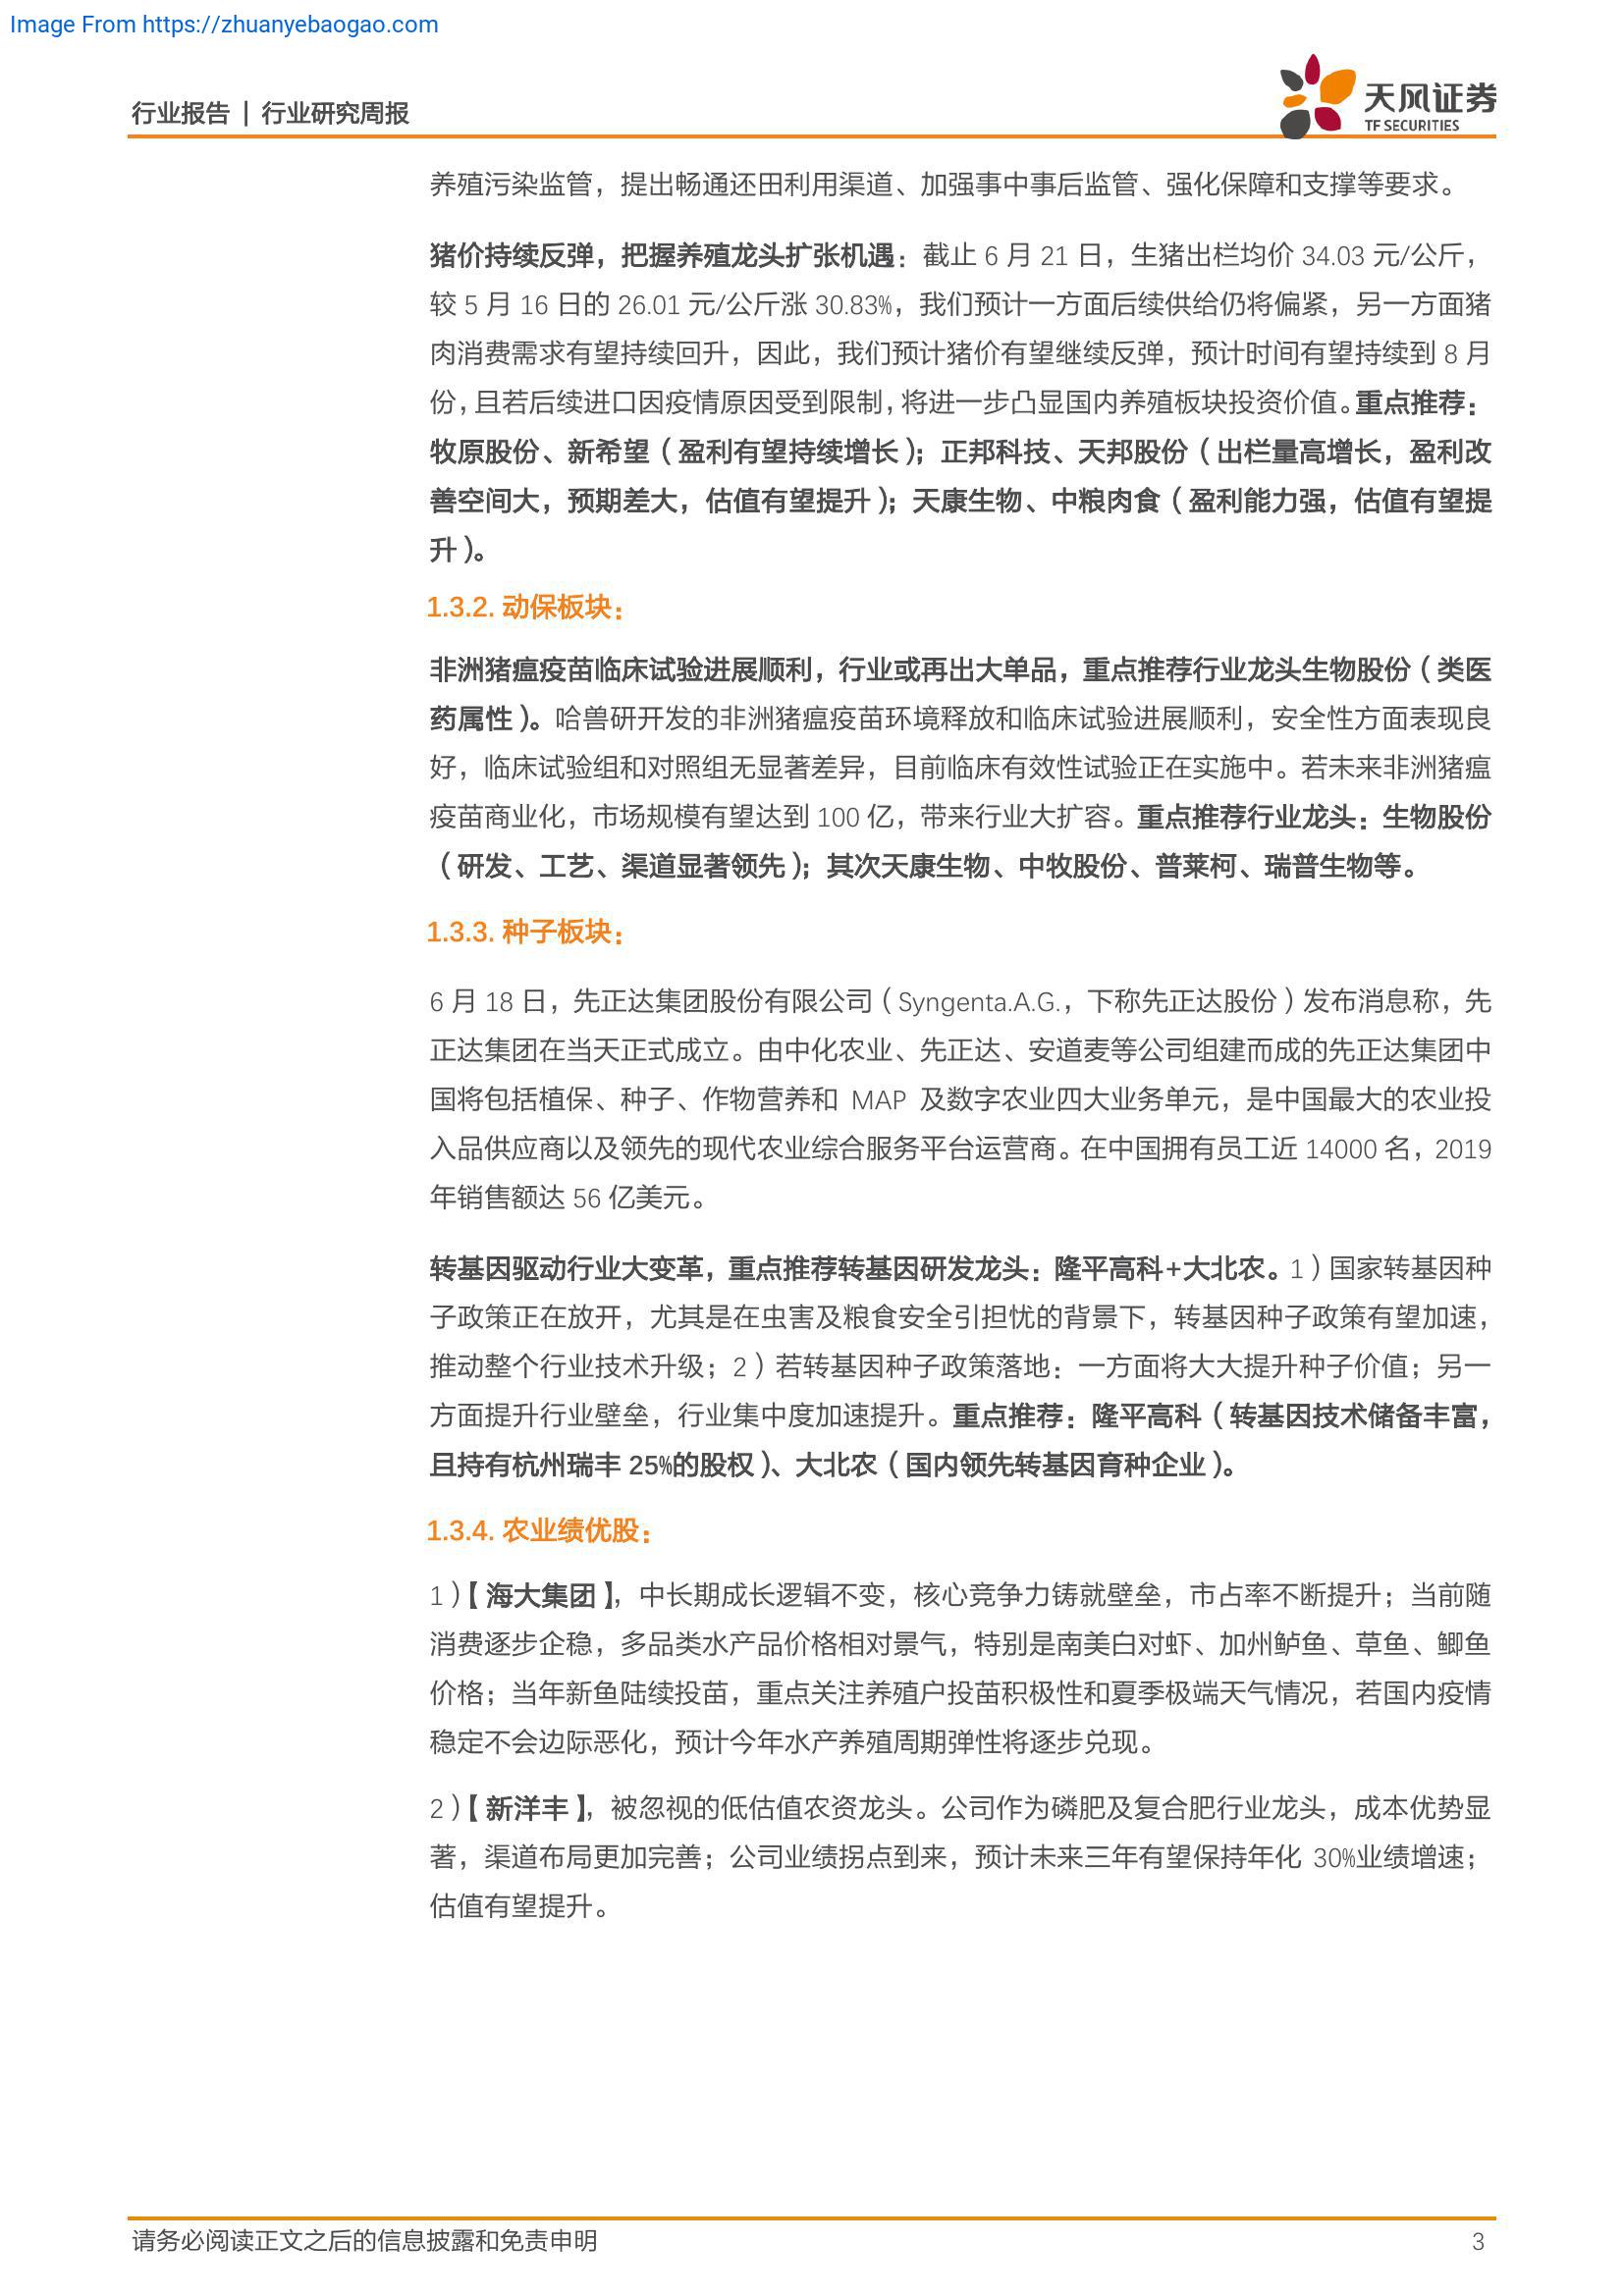 Image From https://zhuanyebaogao.com
行业报告 | 行业研究周报
天风证券
TF SECURITIES
养殖污染监管，提出畅通还田利用渠道、加强事中事后监管、强化保障和支撑等要求。
猪价持续反弹，把握养殖龙头扩张机遇：截止 6 月 21 日，生猪出栏均价 34.03 元/公斤，
较 5 月 16 日的 26.01 元/公斤涨 30.83%，我们预计一方面后续供给仍将偏紧，另一方面猪
肉消费需求有望持续回升，因此，我们预计猪价有望继续反弹，预计时间有望持续到 8 月
份，且若后续进口因疫情原因受到限制，将进一步凸显国内养殖板块投资价值。重点推荐：
牧原股份、新希望（盈利有望持续增长）；正邦科技、天邦股份（出栏量高增长，盈利改
善空间大，预期差大，估值有望提升）；天康生物、中粮肉食（盈利能力强，估值有望提
升）。
1.3.2. 动保板块：
非洲猪瘟疫苗临床试验进展顺利，行业或再出大单品，重点推荐行业龙头生物股份（类医
药属性）。哈兽研开发的非洲猪瘟疫苗环境释放和临床试验进展顺利，安全性方面表现良
好，临床试验组和对照组无显著差异，目前临床有效性试验正在实施中。若未来非洲猪瘟
疫苗商业化，市场规模有望达到 100 亿，带来行业大扩容。重点推荐行业龙头：生物股份
（研发、工艺、渠道显著领先）；其次天康生物、中牧股份、普莱柯、瑞普生物等。
1.3.3. 种子板块：
6 月 18 日，先正达集团股份有限公司（Syngenta.A.G.，下称先正达股份）发布消息称，先
正达集团在当天正式成立。由中化农业、先正达、安道麦等公司组建而成的先正达集团中
国将包括植保、种子、作物营养和 MAP 及数字农业四大业务单元，是中国最大的农业投
入品供应商以及领先的现代农业综合服务平台运营商。在中国拥有员工近 14000 名，2019
年销售额达 56 亿美元。
转基因驱动行业大变革，重点推荐转基因研发龙头：隆平高科+大北农。1）国家转基因种
子政策正在放开，尤其是在虫害及粮食安全引担忧的背景下，转基因种子政策有望加速，
推动整个行业技术升级；2）若转基因种子政策落地：一方面将大大提升种子价值；另一
方面提升行业壁垒，行业集中度加速提升。重点推荐：隆平高科（转基因技术储备丰富，
且持有杭州瑞丰 25%的股权）、大北农（国内领先转基因育种企业）。
1.3.4. 农业绩优股：
1）【海大集团】，中长期成长逻辑不变，核心竞争力铸就壁垒，市占率不断提升；当前随
消费逐步企稳，多品类水产品价格相对景气，特别是南美白对虾、加州鲈鱼、草鱼、鲫鱼
价格；当年新鱼陆续投苗，重点关注养殖户投苗积极性和夏季极端天气情况，若国内疫情
稳定不会边际恶化，预计今年水产养殖周期弹性将逐步兑现。
2）【新洋丰】，被忽视的低估值农资龙头。公司作为磷肥及复合肥行业龙头，成本优势显
著，渠道布局更加完善；公司业绩拐点到来，预计未来三年有望保持年化 30%业绩增速；
估值有望提升。
请务必阅读正文之后的信息披露和免责申明
3